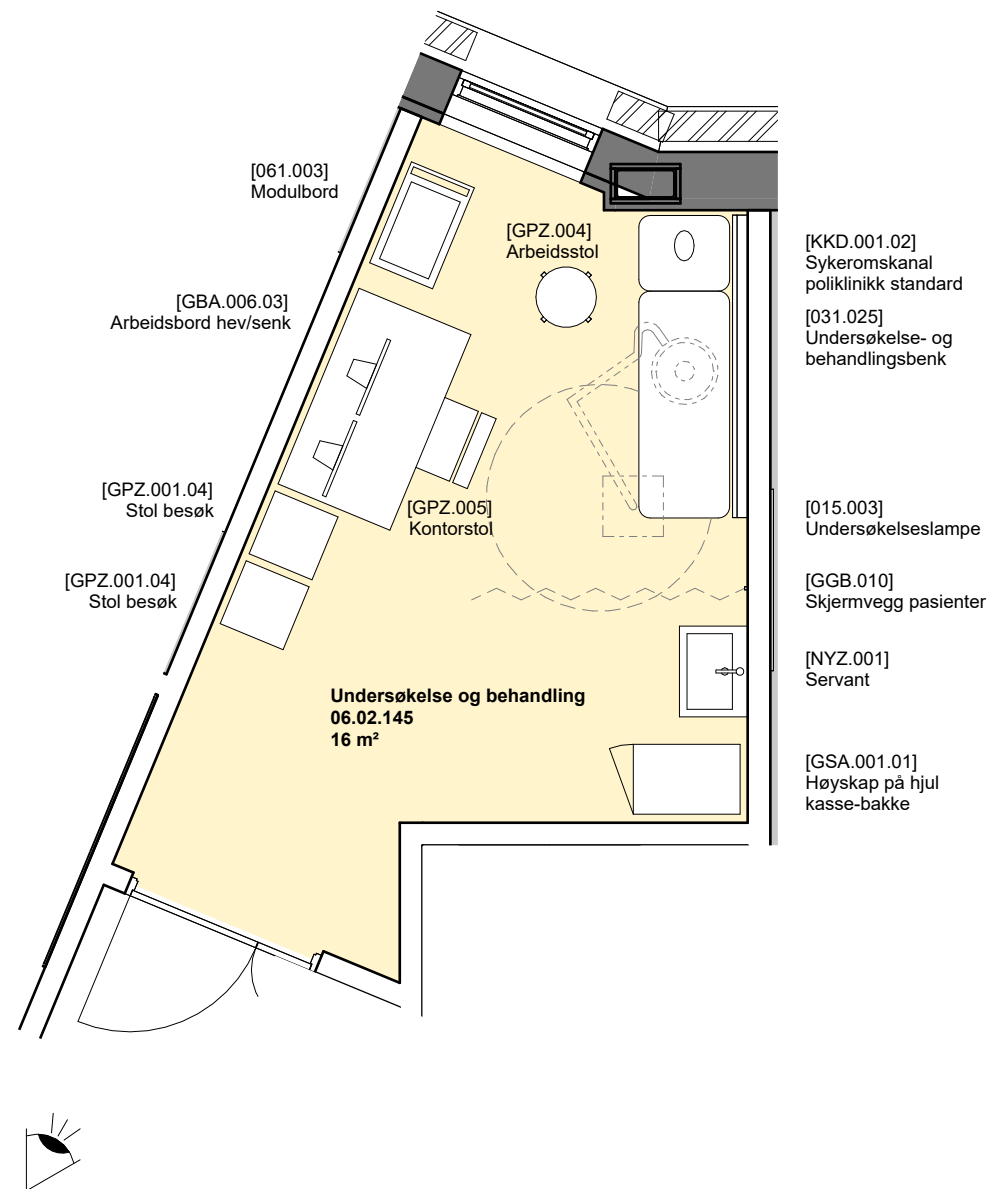 [061.003]
Modulbord
[GPZ.004]
Arbeidsstol
[KKD.001.02]
Sykeromskanal
poliklinikk standard
[GBA.006.03]
Arbeidsbord hev/senk
[031.025]
Undersøkelse- og
behandlingsbenk
[GPZ.001.04]
Stol besøk
[GPZ.005]
Kontorstol
[015.003]
Undersøkelseslampe
[GPZ.001.04]
Stol besøk
[GGB.010]
Skjermvegg pasienter
[NYZ.001]
Servant
Undersøkelse og behandling
06.02.145
16 m²
[GSA.001.01]
Høyskap på hjul
kasse-bakke